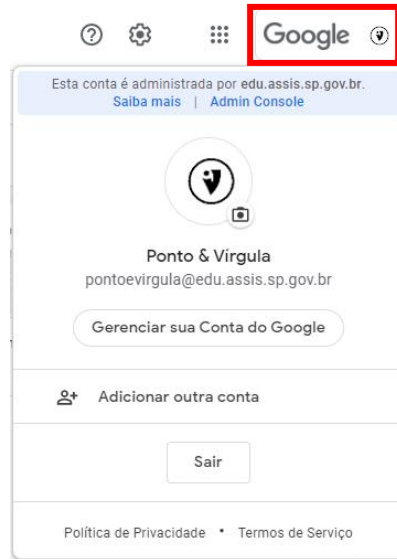 Google
Esta conta é administrada por edu.assis.sp.gov.br.
Saiba mais | Admin Console
Ponto & Vírgula
pontoevirgula@edu.assis.sp.gov.br
Gerenciar sua Conta do Google
Adicionar outra conta
Sair
Política de Privacidade • Termos de Serviço